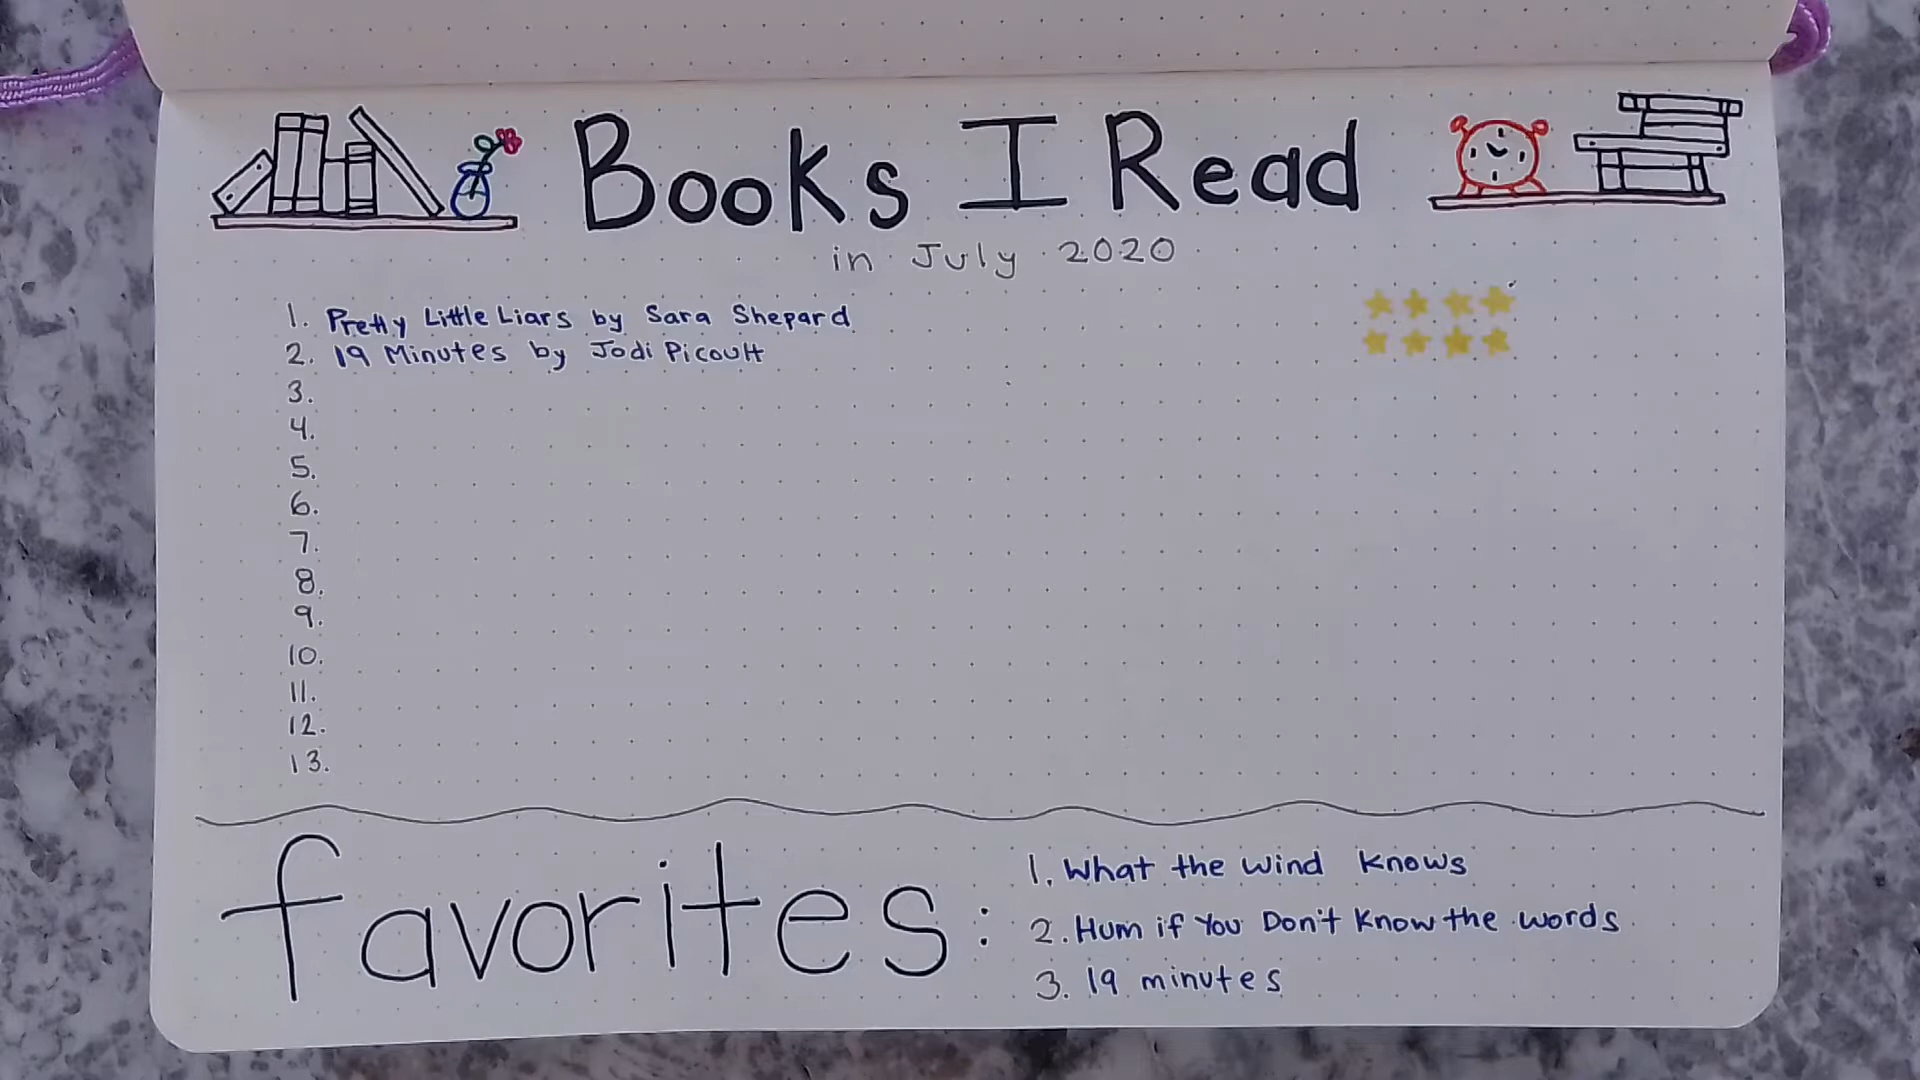 Books I Read
in July 2020
1. Pretty Little Liars by Sara Shepard
2. 19 Minutes by Jodi Picoult
3.
4.
5.
6.
7.
8.
9.
10.
11.
12.
13.
favorites:
1. What the Wind Knows
2. Hum if You Don't Know the words
3. 19 minutes